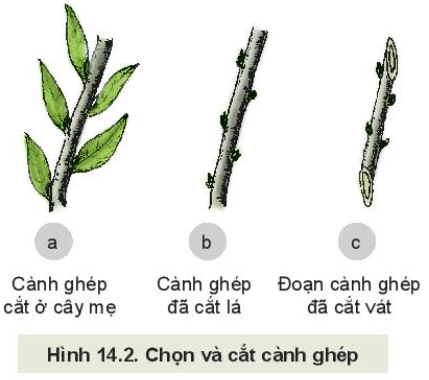 a
b
c
Cành ghép
cắt ở cây mẹ
Cành ghép
đã cắt lá
Đoạn cành ghép
đã cắt vát
Hình 14.2. Chọn và cắt cành ghép